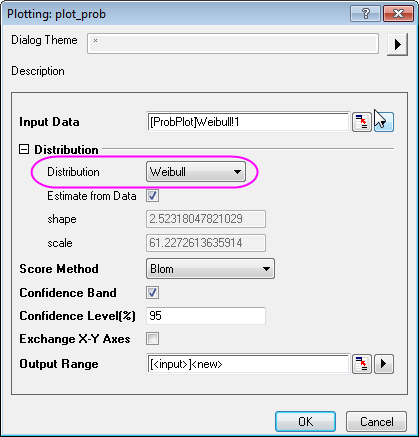 Plotting: plot_prob
Dialog Theme *
Description
Input Data [ProbPlot]Weibull!1
Distribution
Distribution Weibull
Estimate from Data
shape 2.52318047821029
scale 61.2272613635914
Score Method Blom
Confidence Band
Confidence Level(%) 95
Exchange X-Y Axes
Output Range [<input>]<new>
OK Cancel